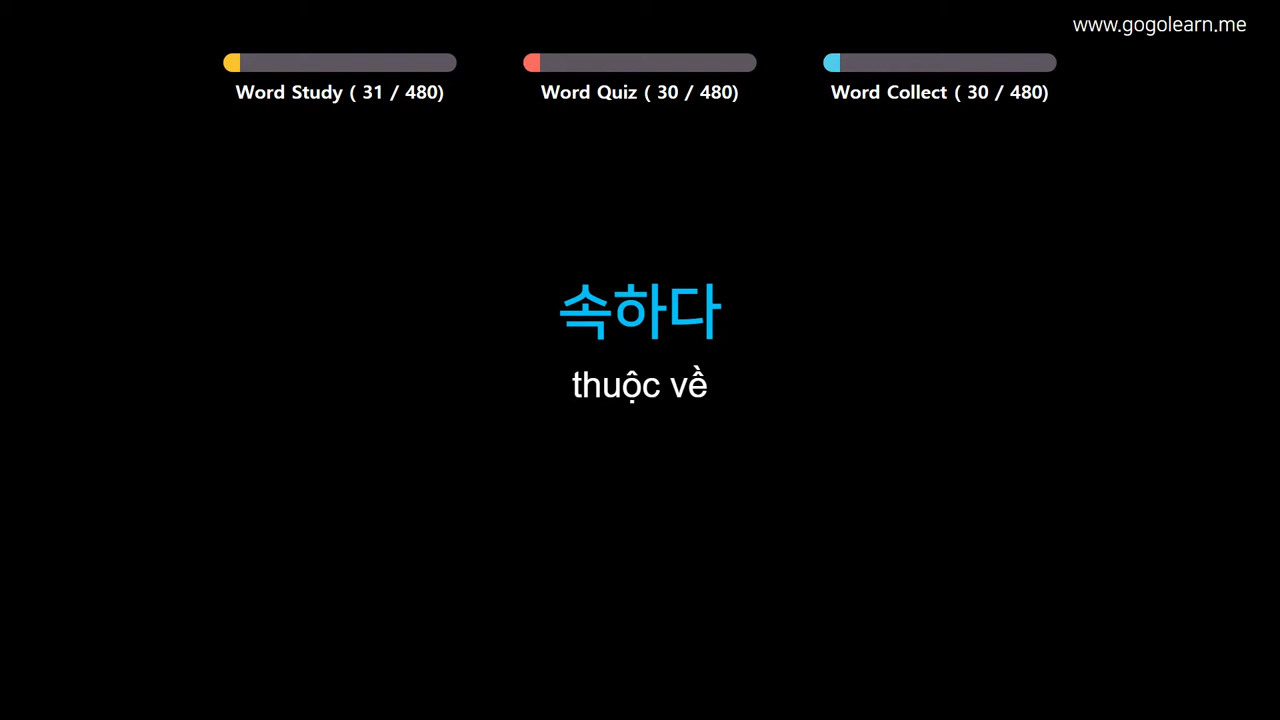 www.gogolearn.me
Word Study ( 31 / 480)
Word Quiz ( 30 / 480)
Word Collect ( 30 / 480)
속하다
thuộc về